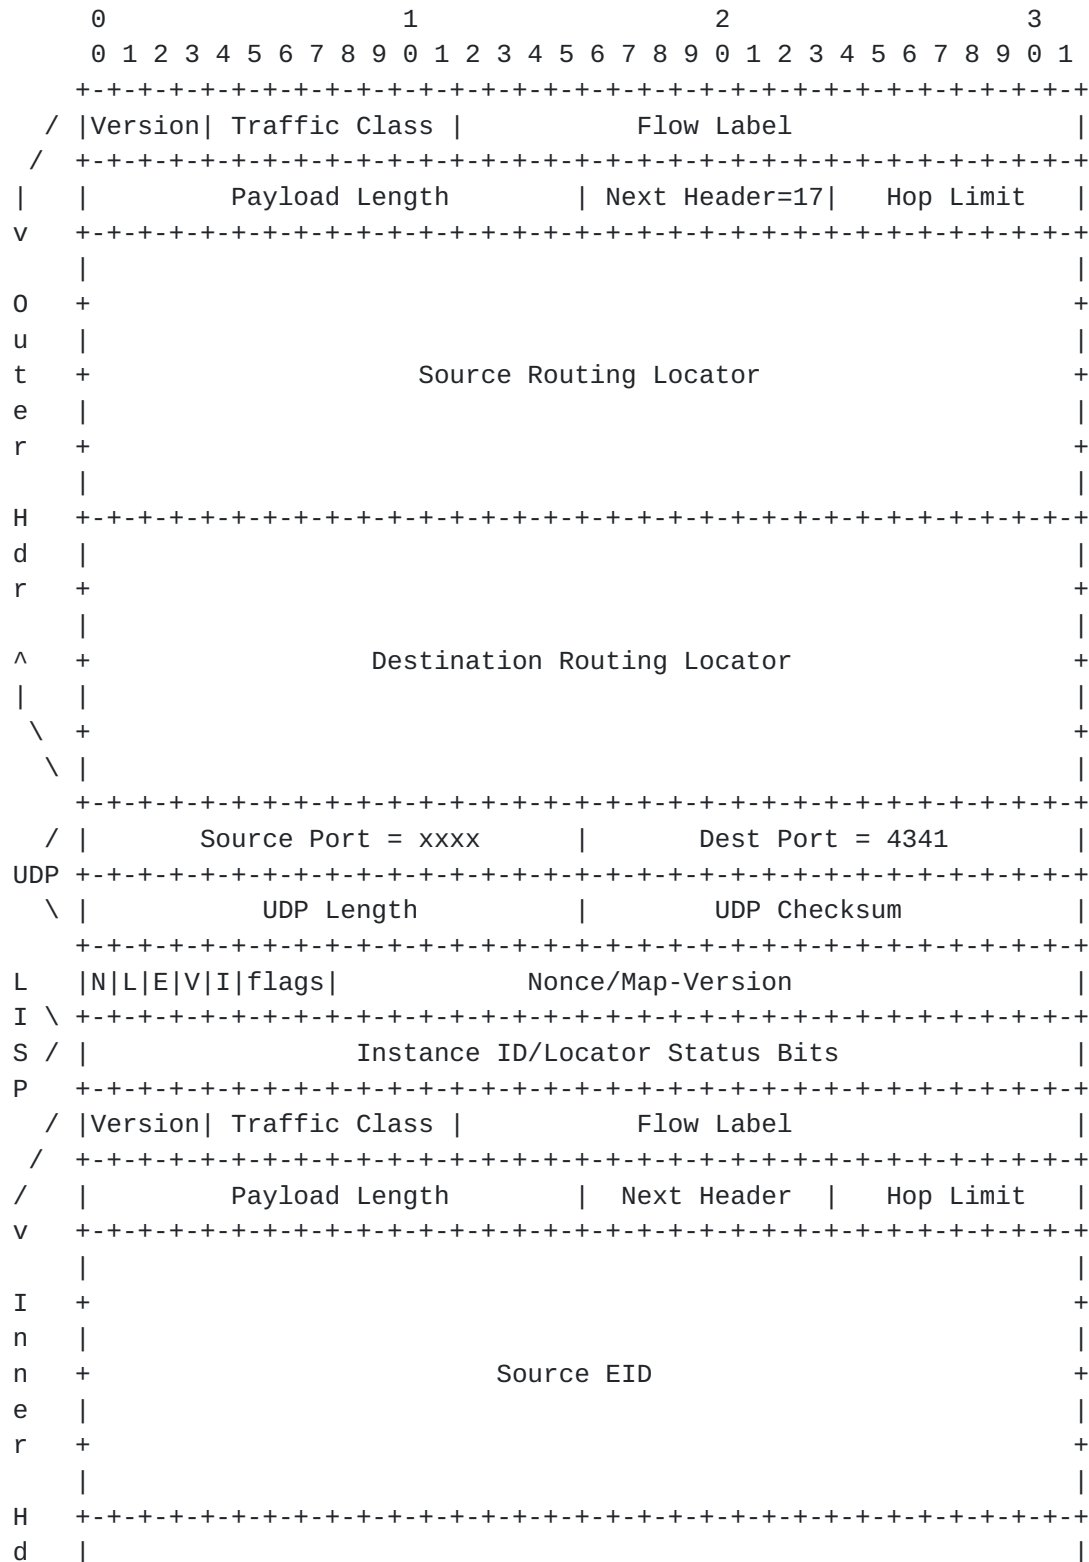 0                   1                   2                   3
      0 1 2 3 4 5 6 7 8 9 0 1 2 3 4 5 6 7 8 9 0 1 2 3 4 5 6 7 8 9 0 1
     +-+-+-+-+-+-+-+-+-+-+-+-+-+-+-+-+-+-+-+-+-+-+-+-+-+-+-+-+-+-+-+-+
   / |Version| Traffic Class |           Flow Label                  |
  /  +-+-+-+-+-+-+-+-+-+-+-+-+-+-+-+-+-+-+-+-+-+-+-+-+-+-+-+-+-+-+-+-+
 |   |         Payload Length        | Next Header=17|   Hop Limit   |
 v   +-+-+-+-+-+-+-+-+-+-+-+-+-+-+-+-+-+-+-+-+-+-+-+-+-+-+-+-+-+-+-+-+
     |                                                               |
 O   +                                                               +
 u   |                                                               |
 t   +                     Source Routing Locator                    +
 e   |                                                               |
 r   +                                                               +
     |                                                               |
 H   +-+-+-+-+-+-+-+-+-+-+-+-+-+-+-+-+-+-+-+-+-+-+-+-+-+-+-+-+-+-+-+-+
 d   |                                                               |
 r   +                                                               +
     |                                                               |
 ^   +                  Destination Routing Locator                  +
 |   |                                                               |
  \  +                                                               +
   \ |                                                               |
     +-+-+-+-+-+-+-+-+-+-+-+-+-+-+-+-+-+-+-+-+-+-+-+-+-+-+-+-+-+-+-+-+
   / |       Source Port = xxxx      |       Dest Port = 4341        |
 UDP +-+-+-+-+-+-+-+-+-+-+-+-+-+-+-+-+-+-+-+-+-+-+-+-+-+-+-+-+-+-+-+-+
   \ |           UDP Length          |        UDP Checksum           |
     +-+-+-+-+-+-+-+-+-+-+-+-+-+-+-+-+-+-+-+-+-+-+-+-+-+-+-+-+-+-+-+-+
 L   |N|L|E|V|I|flags|            Nonce/Map-Version                  |
 I \ +-+-+-+-+-+-+-+-+-+-+-+-+-+-+-+-+-+-+-+-+-+-+-+-+-+-+-+-+-+-+-+-+
 S / |                 Instance ID/Locator Status Bits               |
 P   +-+-+-+-+-+-+-+-+-+-+-+-+-+-+-+-+-+-+-+-+-+-+-+-+-+-+-+-+-+-+-+-+
   / |Version| Traffic Class |           Flow Label                  |
  /  +-+-+-+-+-+-+-+-+-+-+-+-+-+-+-+-+-+-+-+-+-+-+-+-+-+-+-+-+-+-+-+-+
 /   |         Payload Length        |  Next Header  |   Hop Limit   |
 v   +-+-+-+-+-+-+-+-+-+-+-+-+-+-+-+-+-+-+-+-+-+-+-+-+-+-+-+-+-+-+-+-+
     |                                                               |
 I   +                                                               +
 n   |                                                               |
 n   +                          Source EID                           +
 e   |                                                               |
 r   +                                                               +
     |                                                               |
 H   +-+-+-+-+-+-+-+-+-+-+-+-+-+-+-+-+-+-+-+-+-+-+-+-+-+-+-+-+-+-+-+-+
 d   |                                                               |